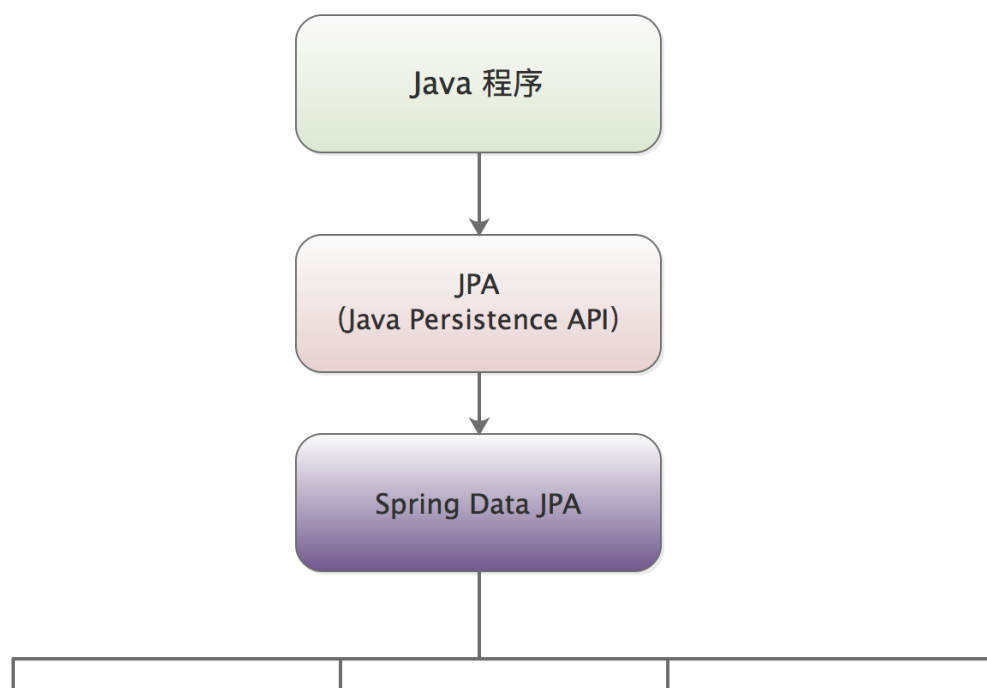 Java 程序
JPA
（Java Persistence API）
Spring Data JPA